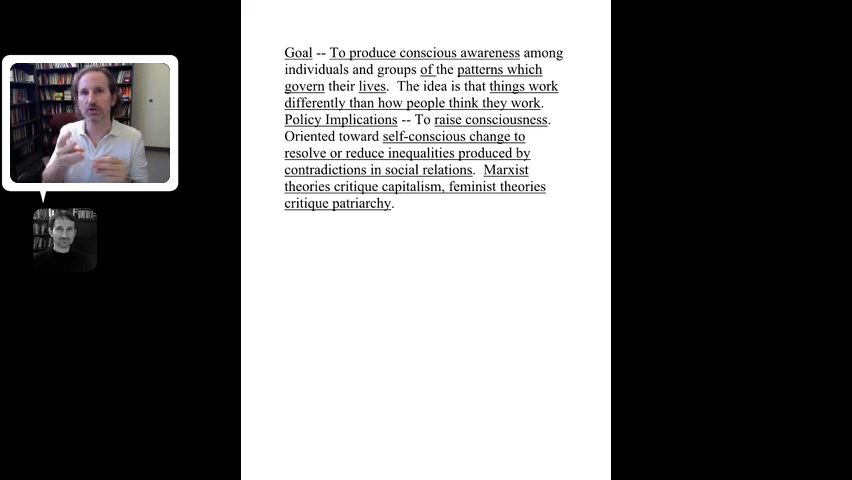 Goal -- To produce conscious awareness among
individuals and groups of the patterns which
govern their lives.  The idea is that things work
differently than how people think they work.
Policy Implications -- To raise consciousness.
Oriented toward self-conscious change to
resolve or reduce inequalities produced by
contradictions in social relations.  Marxist
theories critique capitalism, feminist theories
critique patriarchy.